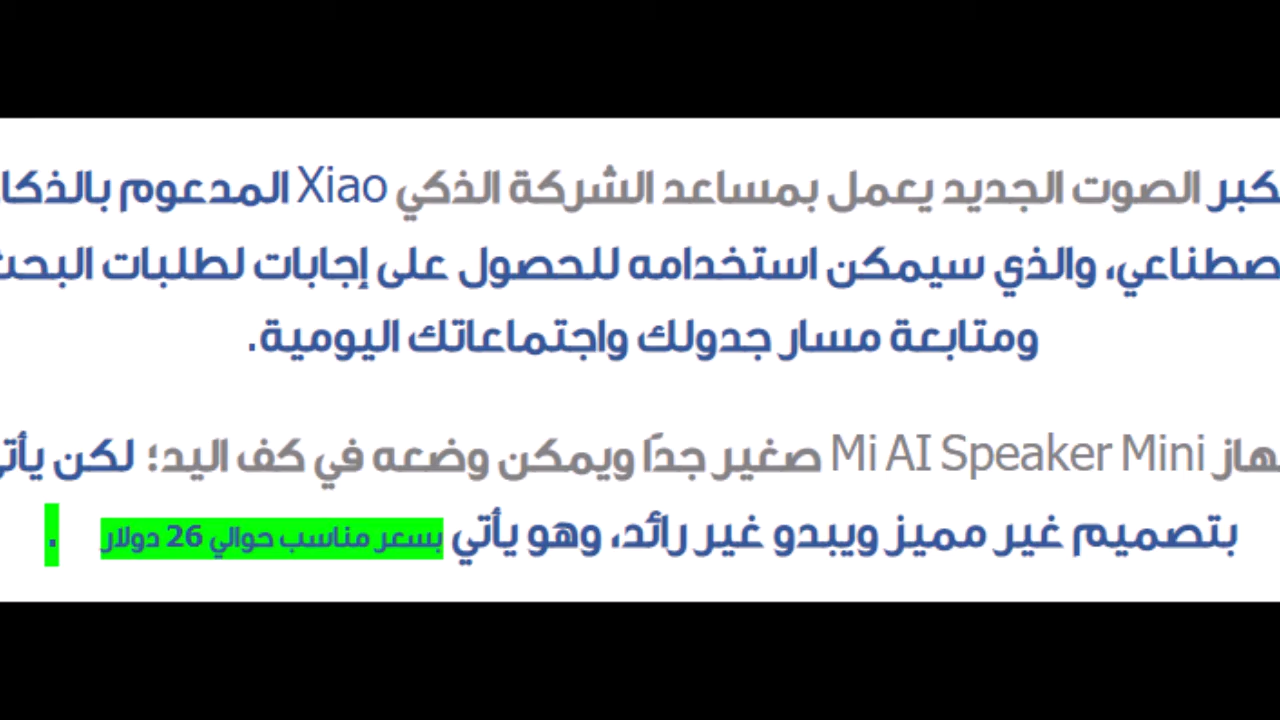 كبر الصوت الجديد يعمل بمساعد الشركة الذكي Xiao المدعوم بالذكا
صطناعي، والذي سيمكن استخدامه للحصول على إجابات لطلبات البحث
ومتابعة مسار جدولك واجتماعاتك اليومية.
هاز Mi AI Speaker Mini صغير جدًا ويمكن وضعه في كف اليد؛ لكن يأتي
بتصميم غير مميز ويبدو غير رائد، وهو يأتي بسعر مناسب حوالي 26 دولار .